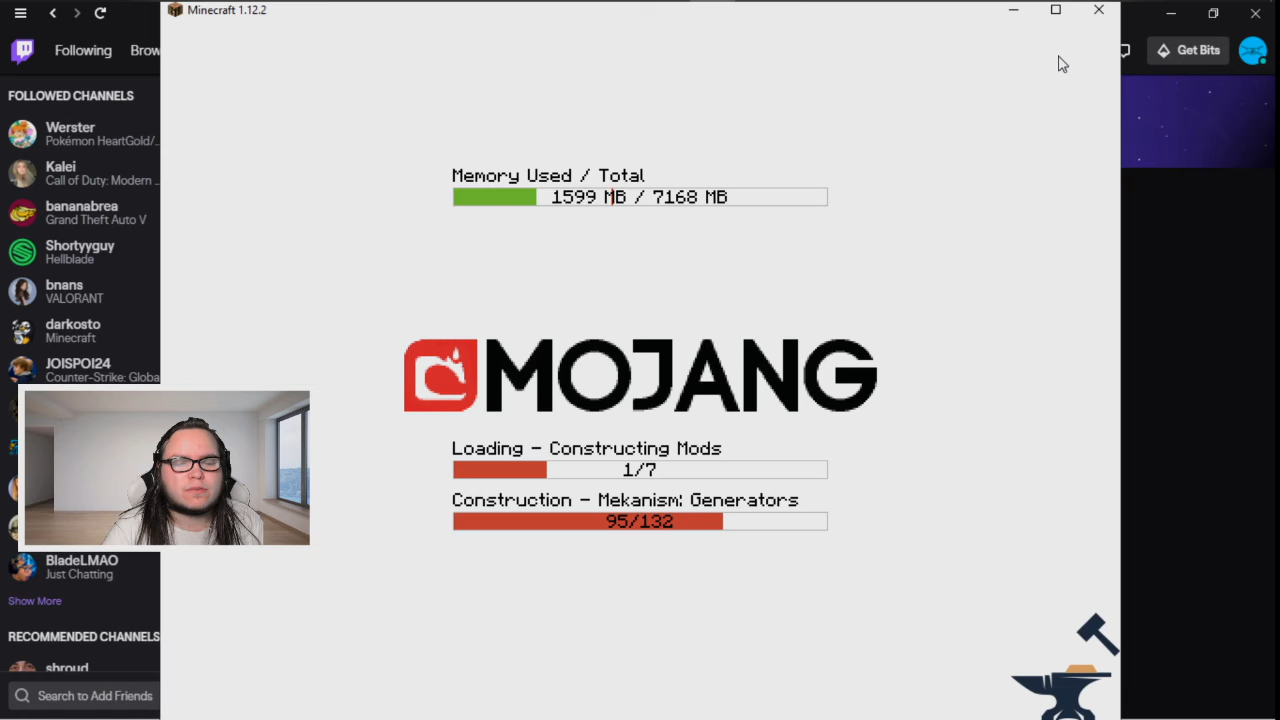 Minecraft 1.12.2
Following
Brow
Get Bits
FOLLOWED CHANNELS
Werster
Pokémon HeartGold/...
Kalei
Call of Duty: Modern ...
bananabrea
Grand Theft Auto V
Shortyyguy
Hellblade
bnans
VALORANT
darkosto
Minecraft
JOISPOI24
Counter-Strike: Globa
BladeLMAO
Just Chatting
Show More
RECOMMENDED CHANNELS
shroud
Search to Add Friends
Memory Used / Total
1599 MB / 7168 MB
MOJANG
Loading - Constructing Mods
1/7
Construction - Mekanism: Generators
95/132